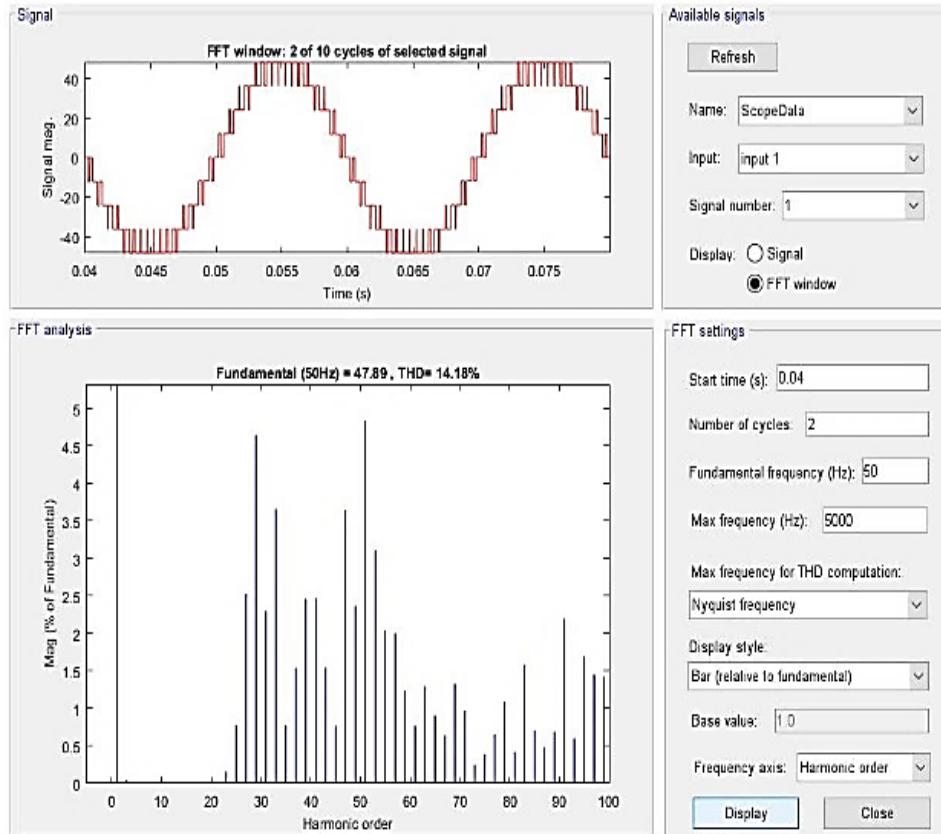 Signal
FFT window: 2 of 10 cycles of selected signal
Signal mag.
40
20
0
-20
-40
0.04 0.045 0.05 0.055 0.06 0.065 0.07 0.075
Time (s)
Available signals
Refresh
Name: ScopeData
Input: input 1
Signal number: 1
Display: Signal
FFT window
FFT analysis
Fundamental (50Hz) = 47.89 , THD= 14.18%
Mag (% of Fundamental)
5
4.5
4
3.5
3
2.5
2
1.5
1
0.5
0
0 10 20 30 40 50 60 70 80 90 100
Harmonic order
FFT settings
Start time (s): 0.04
Number of cycles: 2
Fundamental frequency (Hz): 50
Max frequency (Hz): 5000
Max frequency for THD computation:
Nyquist frequency
Display style:
Bar (relative to fundamental)
Base value: 1.0
Frequency axis: Harmonic order
Display Close